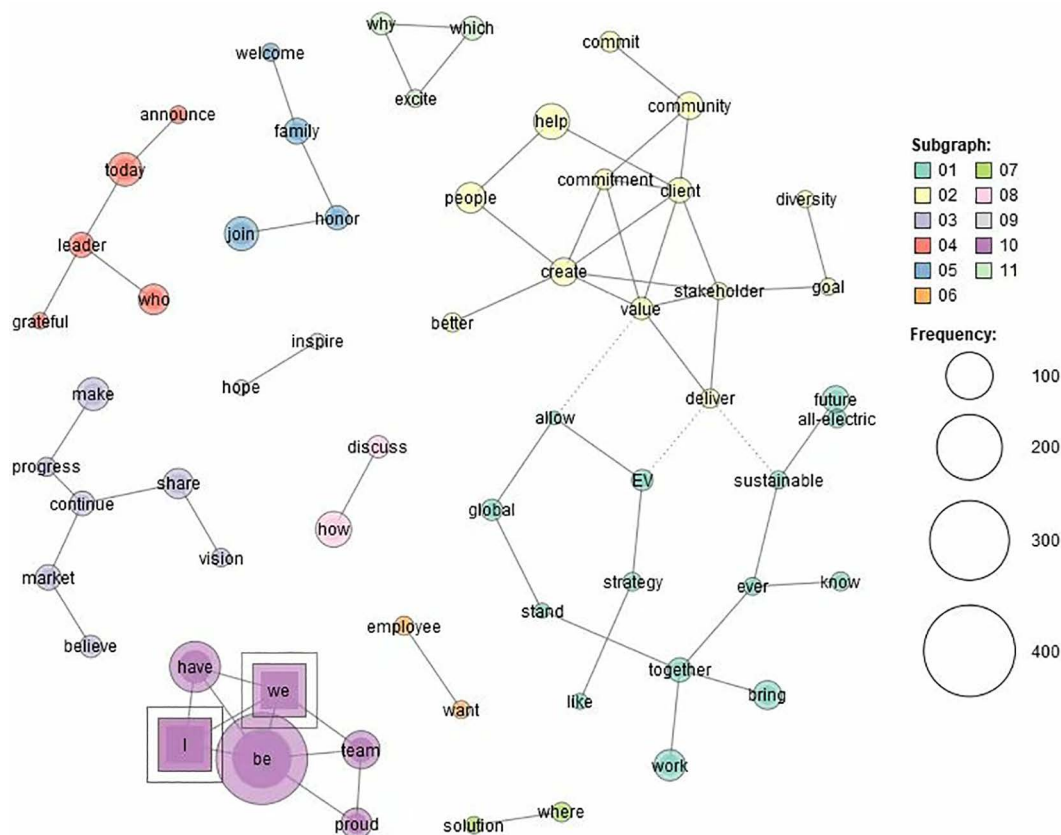 why
which
commit
welcome
excite
community
announce
family
help
today
commitment
client
people
diversity
honor
join
leader
create
stakeholder
goal
who
value
grateful
better
inspire
hope
make
deliver
future
allow
all-electric
discuss
progress
EV
sustainable
share
continue
global
how
vision
market
strategy
ever
know
stand
employee
believe
have
together
we
bring
want
like
I
team
be
work
where
proud
solution
Subgraph:
01 07
02 08
03 09
04 10
05 11
06
Frequency:
100
200
300
400